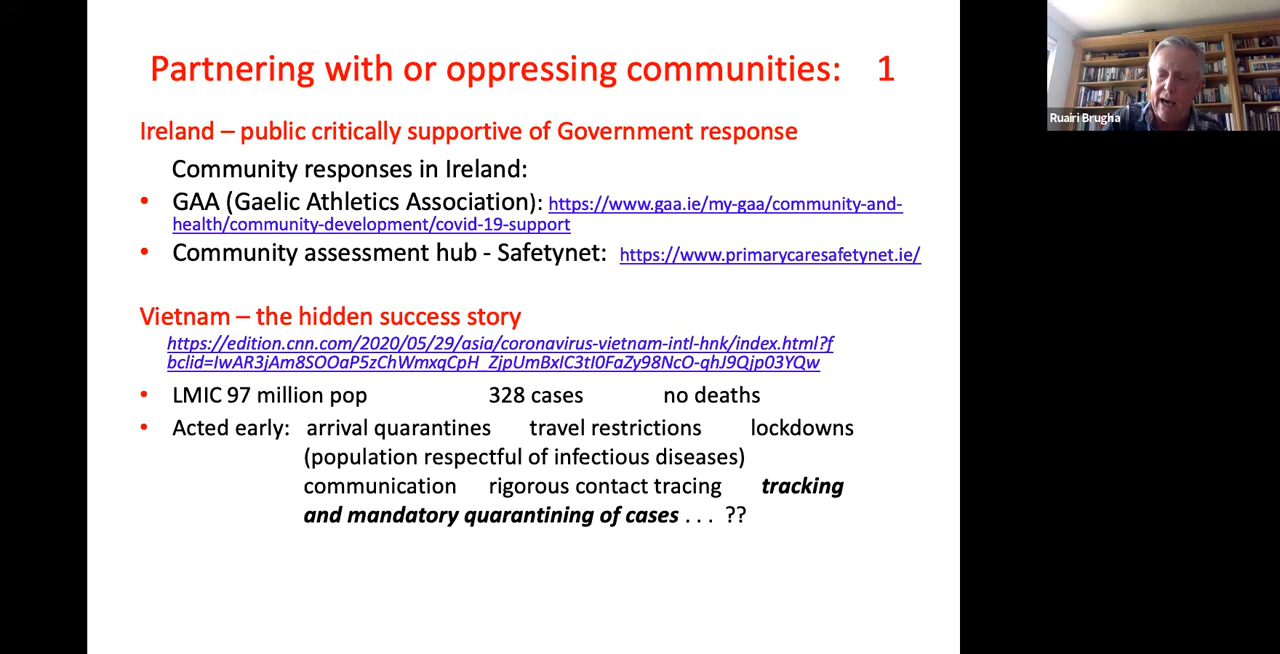 Partnering with or oppressing communities: 1
Ireland – public critically supportive of Government response
Community responses in Ireland:
• GAA (Gaelic Athletics Association): https://www.gaa.ie/my-gaa/community-and-
health/community-development/covid-19-support
• Community assessment hub - Safetynet: https://www.primarycaresafetynet.ie/
Vietnam – the hidden success story
https://edition.cnn.com/2020/05/29/asia/coronavirus-vietnam-intl-hnk/index.html?f
bclid=IwAR3jAm8SOOaP5zChWmxqCpH_ZjpUmBxIC3tI0FaZy98NcO-qhJ9Qjp03YQw
• LMIC 97 million pop 328 cases no deaths
• Acted early: arrival quarantines travel restrictions lockdowns
(population respectful of infectious diseases)
communication rigorous contact tracing tracking
and mandatory quarantining of cases . . . ??
Ruairi Brugha